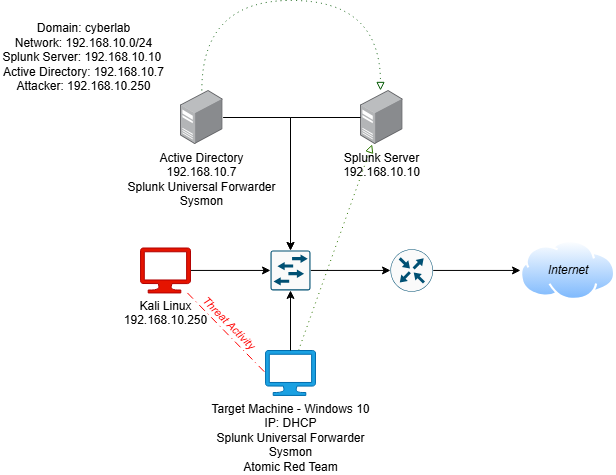 Domain: cyberlab
Network: 192.168.10.0/24
Splunk Server: 192.168.10.10
Active Directory: 192.168.10.7
Attacker: 192.168.10.250
Active Directory
192.168.10.7
Splunk Universal Forwarder
Sysmon
Splunk Server
192.168.10.10
Internet
Kali Linux
192.168.10.250
Threat Activity
Target Machine - Windows 10
IP: DHCP
Splunk Universal Forwarder
Sysmon
Atomic Red Team